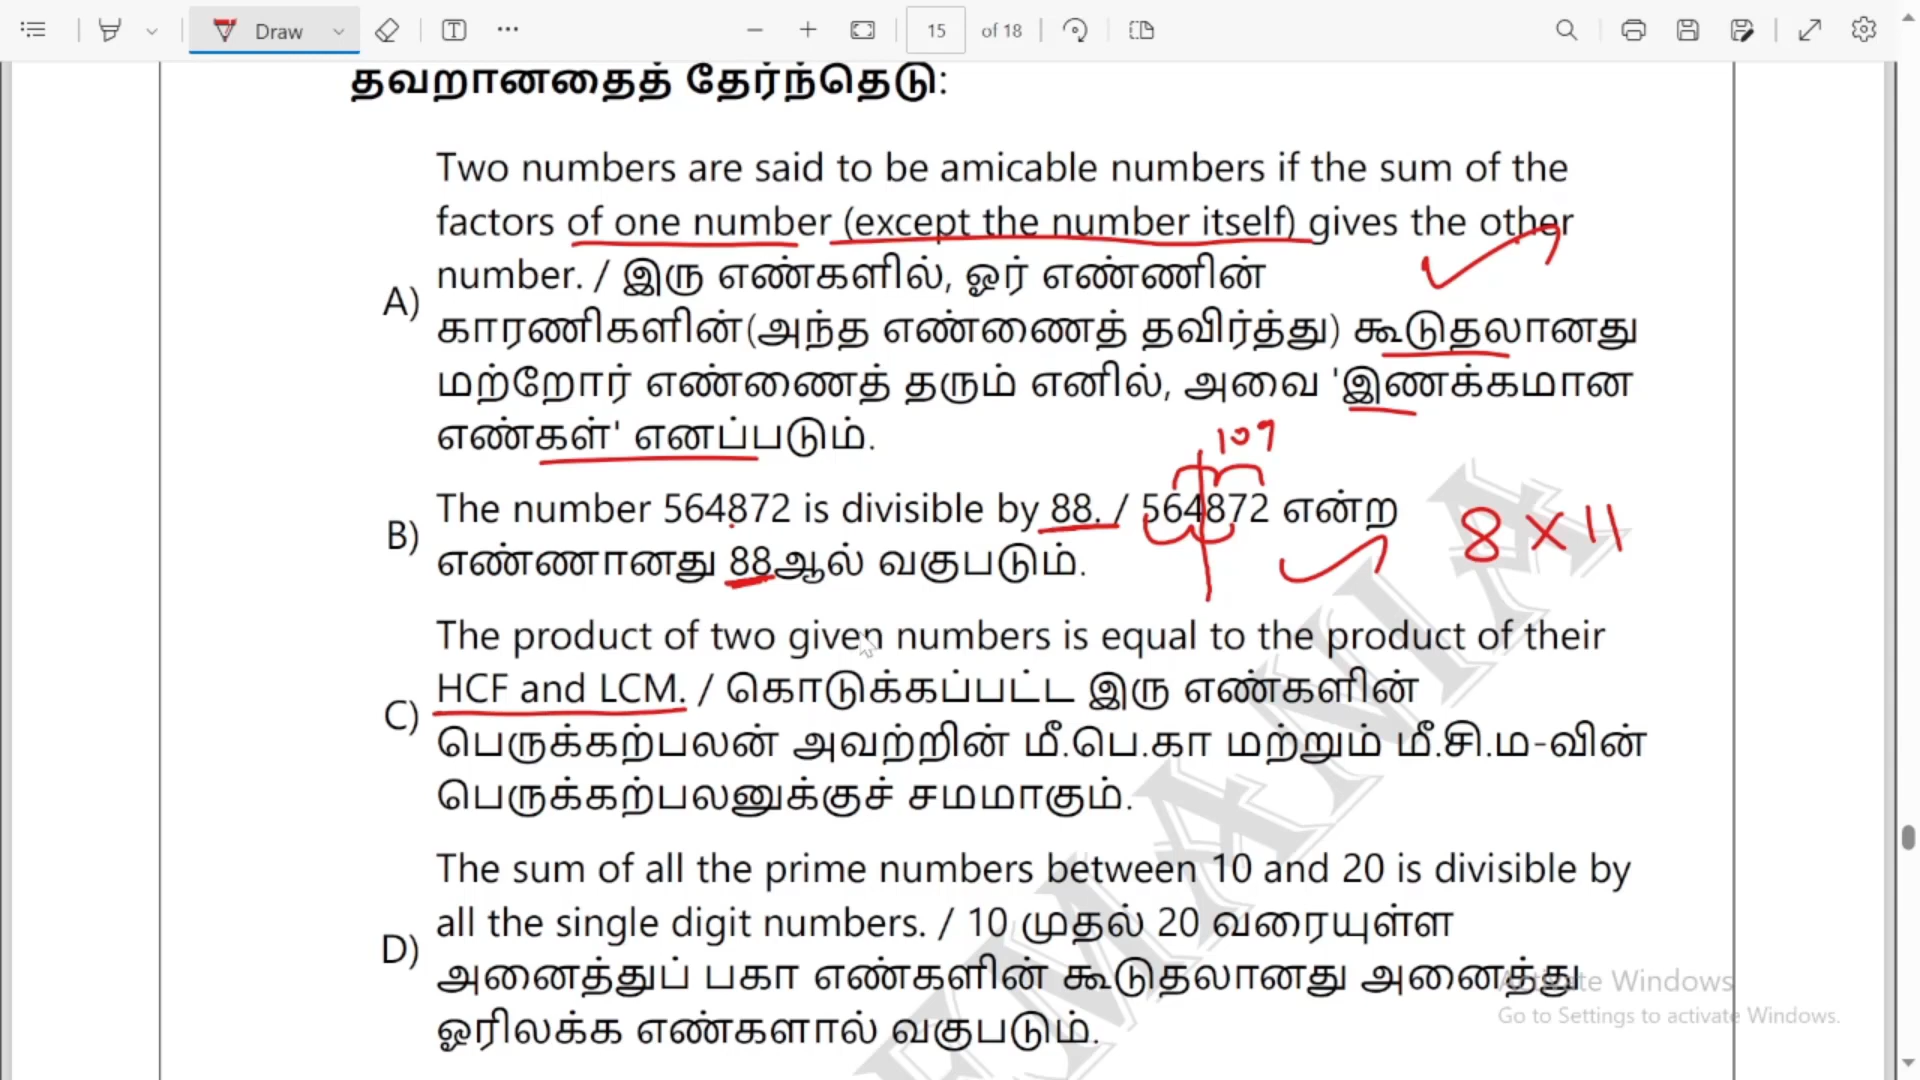 Draw
15 of 18
தவறானதைத் தேர்ந்தெடு:
Two numbers are said to be amicable numbers if the sum of the
factors of one number (except the number itself) gives the other
number. / இரு எண்களில், ஓர் எண்ணின்
A)
காரணிகளின்(அந்த எண்ணைத் தவிர்த்து) கூடுதலானது
மற்றோர் எண்ணைத் தரும் எனில், அவை 'இணக்கமான
எண்கள்' எனப்படும்.
109
The number 564872 is divisible by 88. / 564872 என்ற
B)
8 X 11
எண்ணானது 88ஆல் வகுபடும்.
The product of two given numbers is equal to the product of their
HCF and LCM. / கொடுக்கப்பட்ட இரு எண்களின்
C)
பெருக்கற்பலன் அவற்றின் மீ.பெ.கா மற்றும் மீ.சி.ம-வின்
பெருக்கற்பலனுக்குச் சமமாகும்.
The sum of all the prime numbers between 10 and 20 is divisible by
all the single digit numbers. / 10 முதல் 20 வரையுள்ள
D)
அனைத்துப் பகா எண்களின் கூடுதலானது அனைத்து
ஓரிலக்க எண்களால் வகுபடும்.
Activate Windows
Go to Settings to activate Windows.
EMANIA